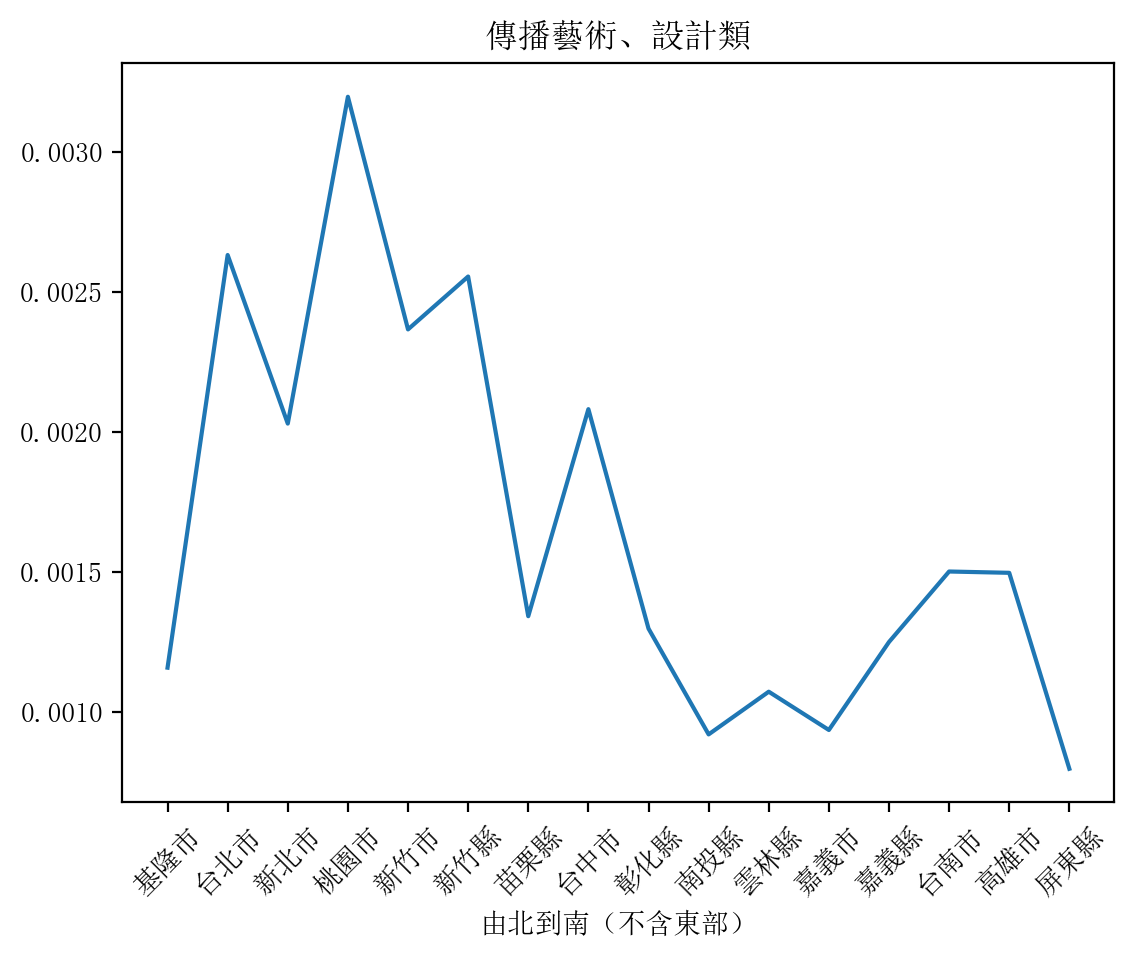 傳播藝術、設計類
0.0030
0.0025
0.0020
0.0015
0.0010
基隆市
台北市
新北市
桃園市
新竹市
新竹縣
苗栗縣
台中市
彰化縣
南投縣
雲林縣
嘉義市
嘉義縣
台南市
高雄市
屏東縣
由北到南（不含東部）